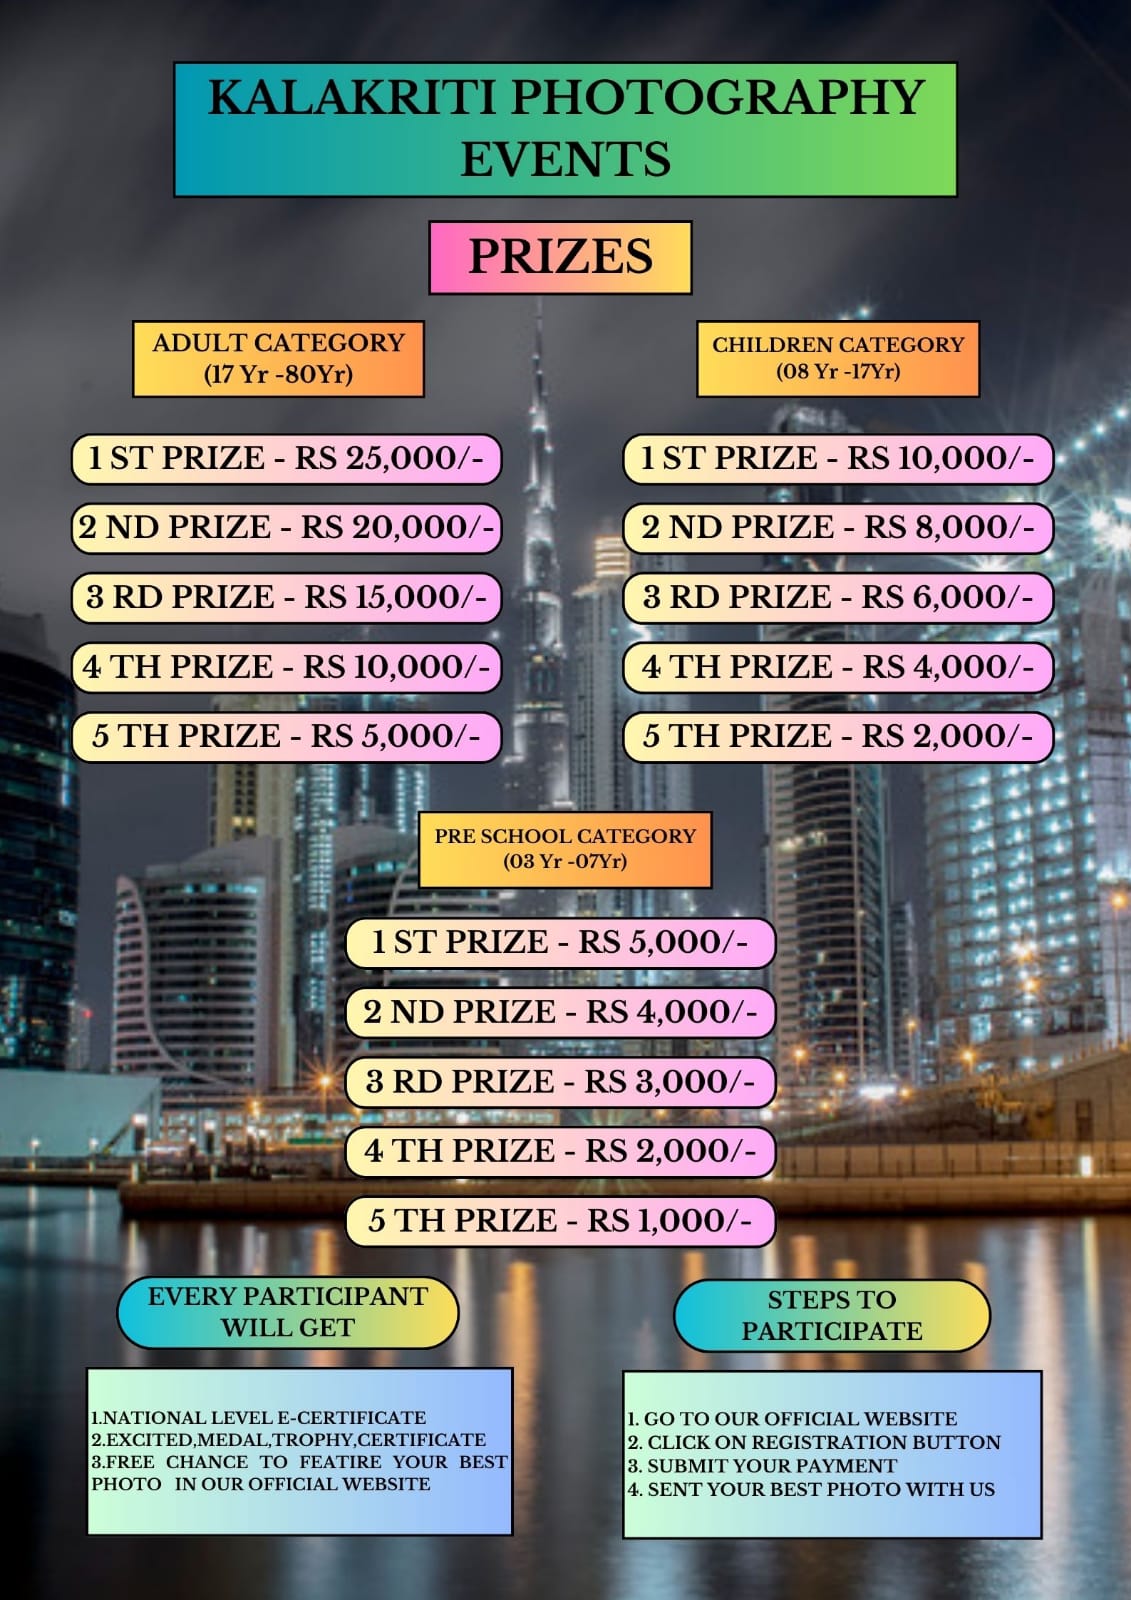 KALAKRITI PHOTOGRAPHY
EVENTS
PRIZES
ADULT CATEGORY
(17 Yr -80Yr)
1 ST PRIZE - RS 25,000/-
2 ND PRIZE - RS 20,000/-
3 RD PRIZE - RS 15,000/-
4 TH PRIZE - RS 10,000/-
5 TH PRIZE - RS 5,000/-
CHILDREN CATEGORY
(08 Yr -17Yr)
1 ST PRIZE - RS 10,000/-
2 ND PRIZE - RS 8,000/-
3 RD PRIZE - RS 6,000/-
4 TH PRIZE - RS 4,000/-
5 TH PRIZE - RS 2,000/-
PRE SCHOOL CATEGORY
(03 Yr -07Yr)
1 ST PRIZE - RS 5,000/-
2 ND PRIZE - RS 4,000/-
3 RD PRIZE - RS 3,000/-
4 TH PRIZE - RS 2,000/-
5 TH PRIZE - RS 1,000/-
EVERY PARTICIPANT
WILL GET
1.NATIONAL LEVEL E-CERTIFICATE
2.EXCITED,MEDAL,TROPHY,CERTIFICATE
3.FREE CHANCE TO FEATIRE YOUR BEST
PHOTO IN OUR OFFICIAL WEBSITE
STEPS TO
PARTICIPATE
1. GO TO OUR OFFICIAL WEBSITE
2. CLICK ON REGISTRATION BUTTON
3. SUBMIT YOUR PAYMENT
4. SENT YOUR BEST PHOTO WITH US